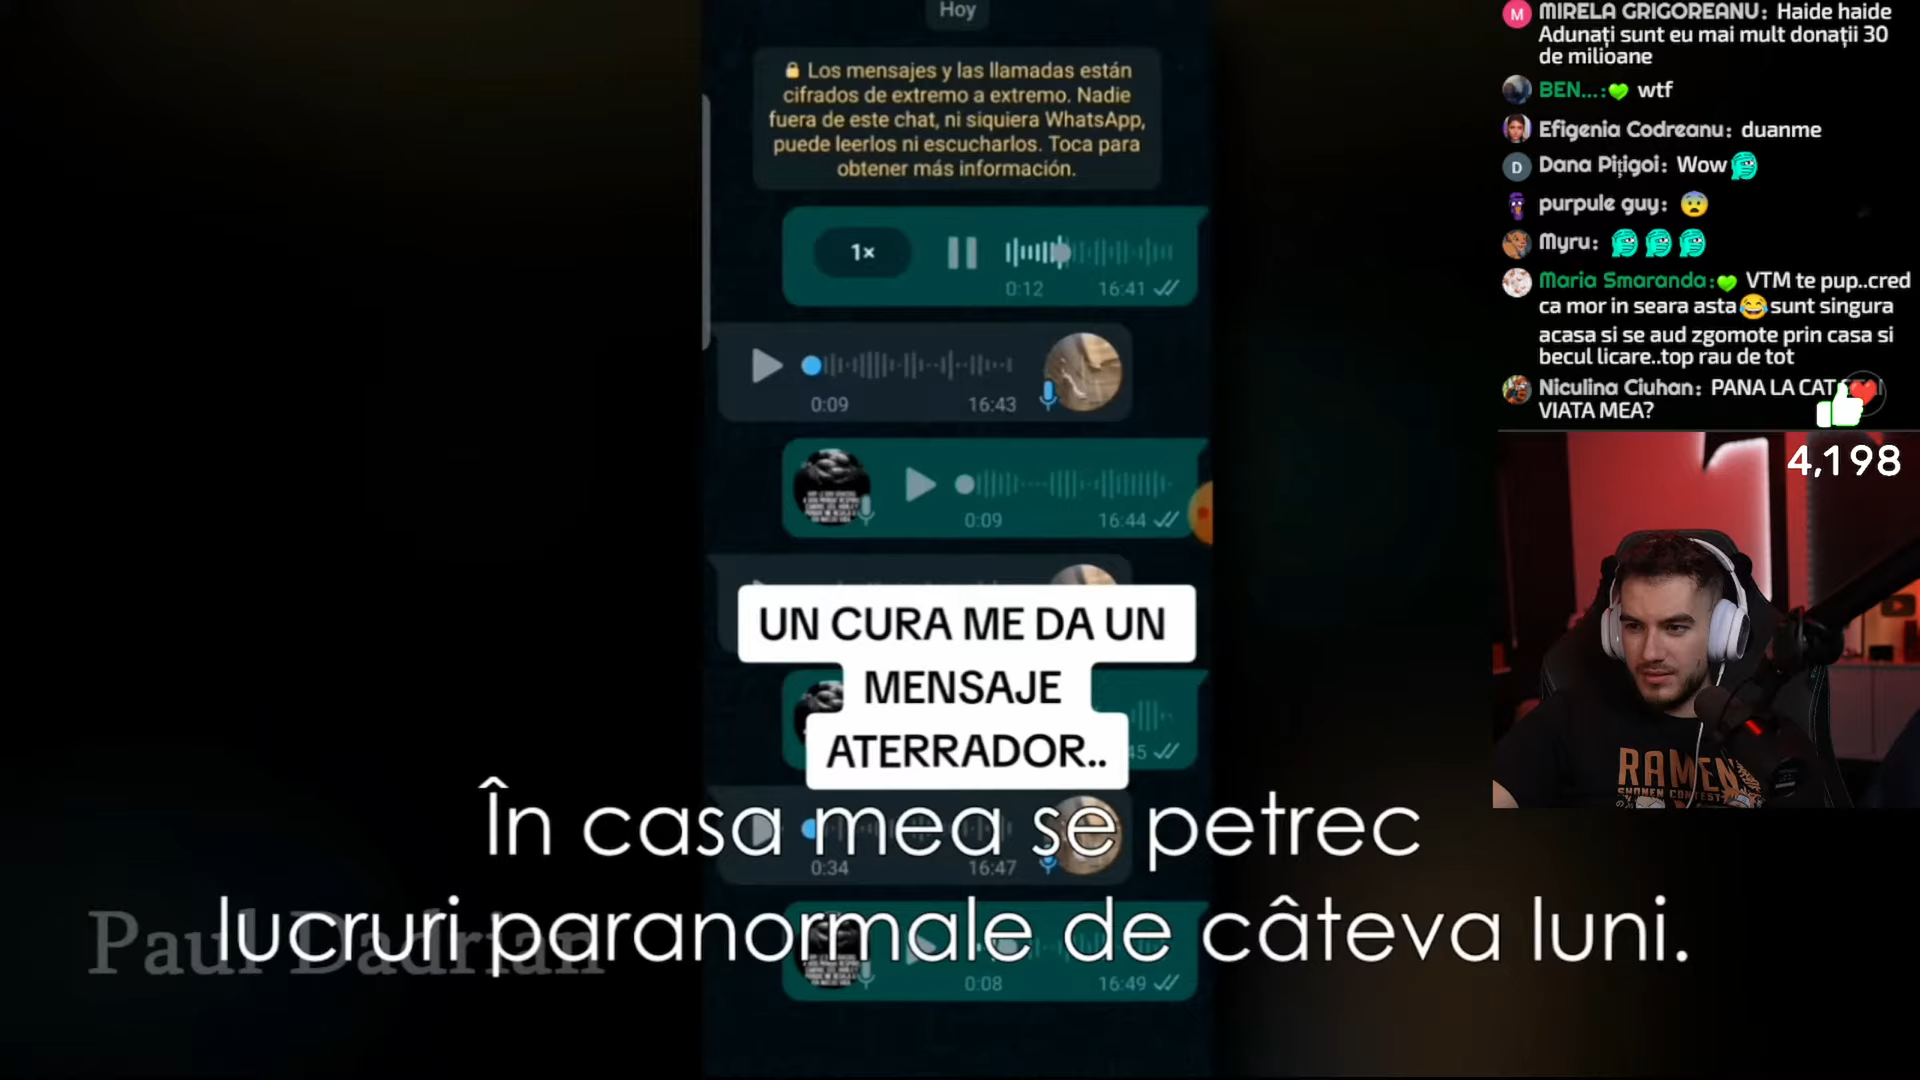 Hoy
Los mensajes y las llamadas están
cifrados de extremo a extremo. Nadie
fuera de este chat, ni siquiera WhatsApp,
puede leerlos ni escucharlos. Toca para
obtener más información.
1x
0:12 16:41
0:09 16:43
0:09 16:44
UN CURA ME DA UN
MENSAJE
ATERRADOR..
45
0:34 16:47
0:08 16:49
În casa mea se petrec
lucruri paranormale de câteva luni.
Paul Dadrian
M MIRELA GRIGOREANU: Haide haide
Adunați sunt eu mai mult donații 30
de milioane
BEN...: wtf
Efigenia Codreanu: duanme
D Dana Pițigoi: Wow
purpule guy:
Myru:
Maria Smaranda: VTM te pup..cred
ca mor in seara asta sunt singura
acasa si se aud zgomote prin casa si
becul licare..top rau de tot
Niculina Ciuhan: PANA LA CAT
VIATA MEA?
4,198
RAMEN
SHONEN CONTEST